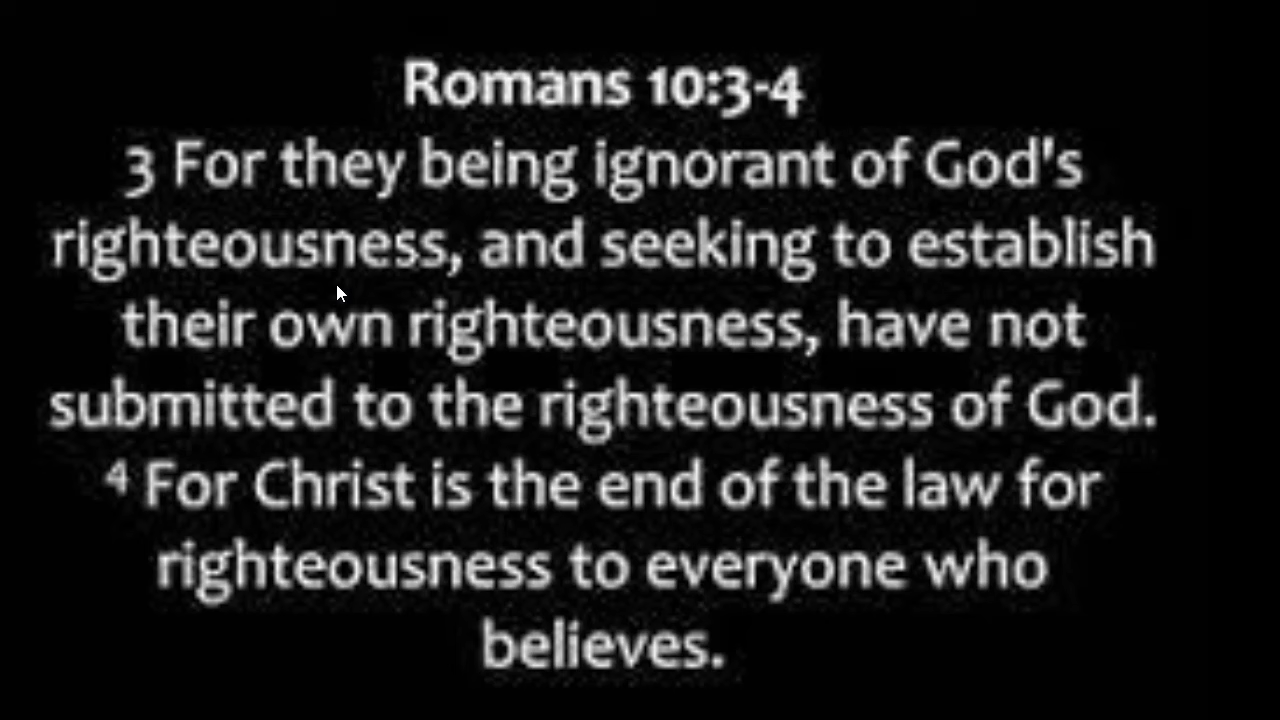 Romans 10:3-4
3 For they being ignorant of God's
righteousness, and seeking to establish
their own righteousness, have not
submitted to the righteousness of God.
⁴ For Christ is the end of the law for
righteousness to everyone who
believes.